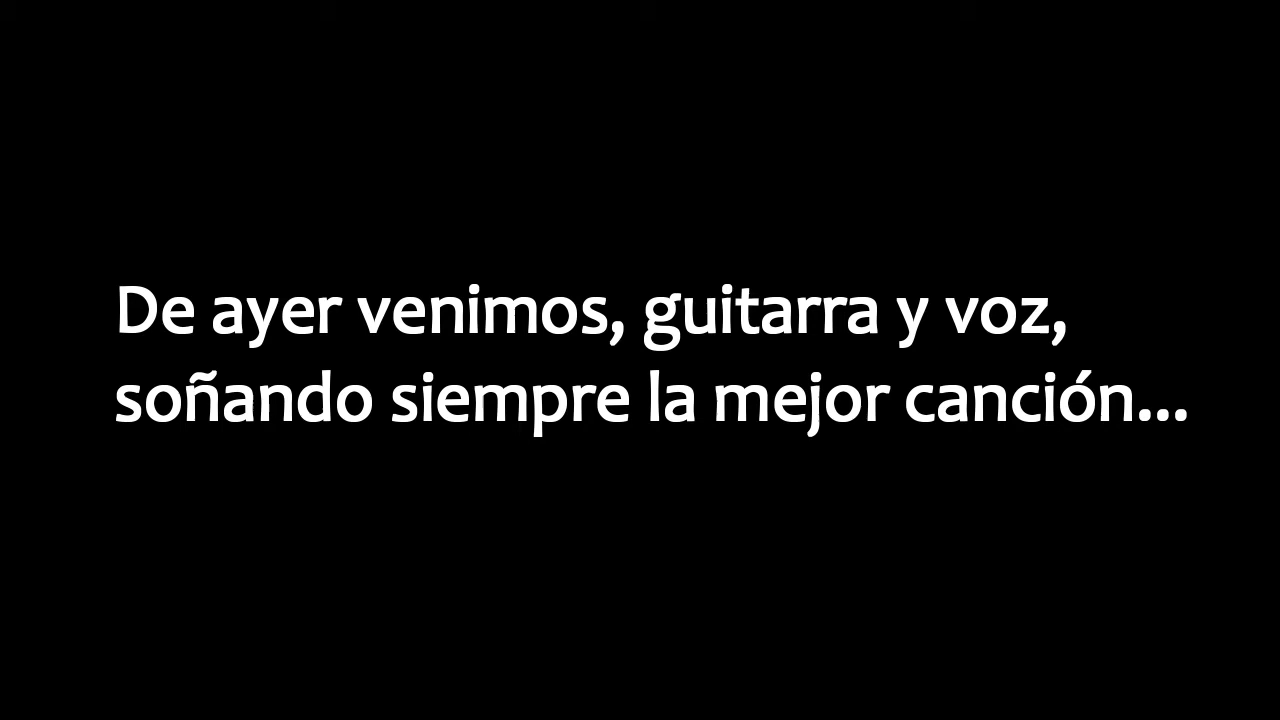 De ayer venimos, guitarra y voz,
soñando siempre la mejor canción...